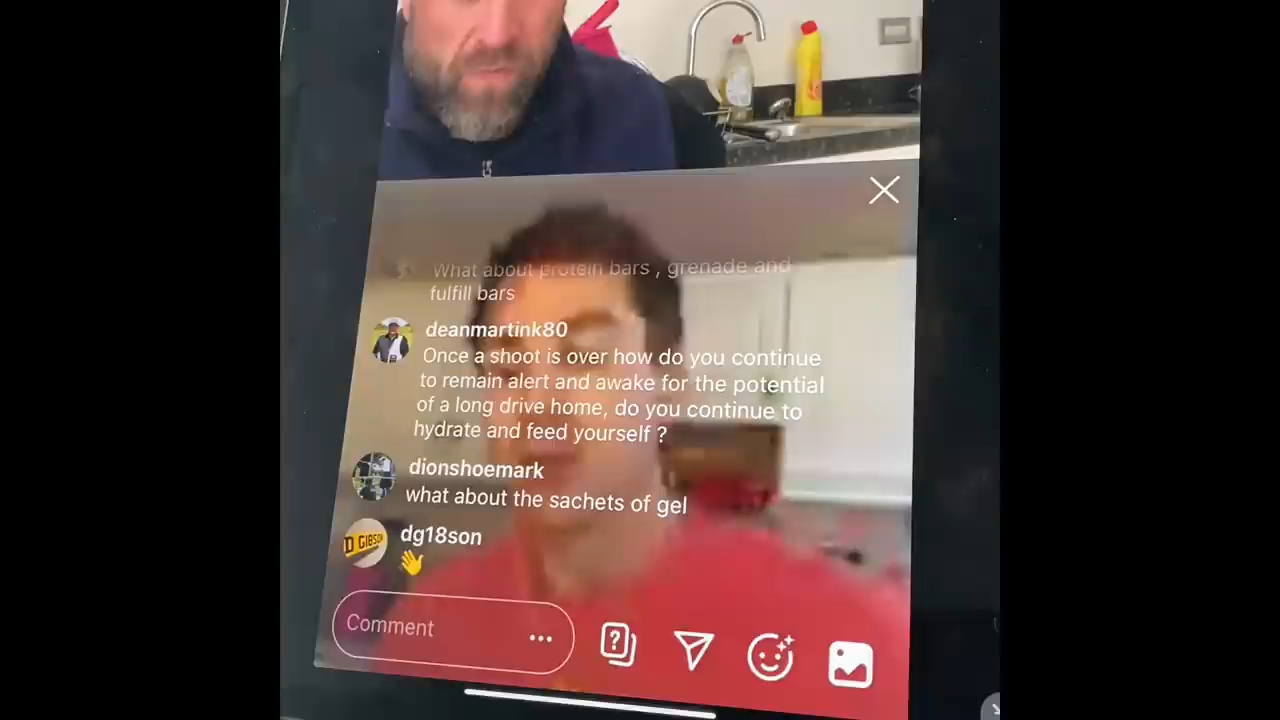 What about protein bars , grenade and
fulfill bars
deanmartink80
Once a shoot is over how do you continue
to remain alert and awake for the potential
of a long drive home, do you continue to
hydrate and feed yourself ?
dionshoemark
what about the sachets of gel
D GIBSON
dg18son
👋
Comment